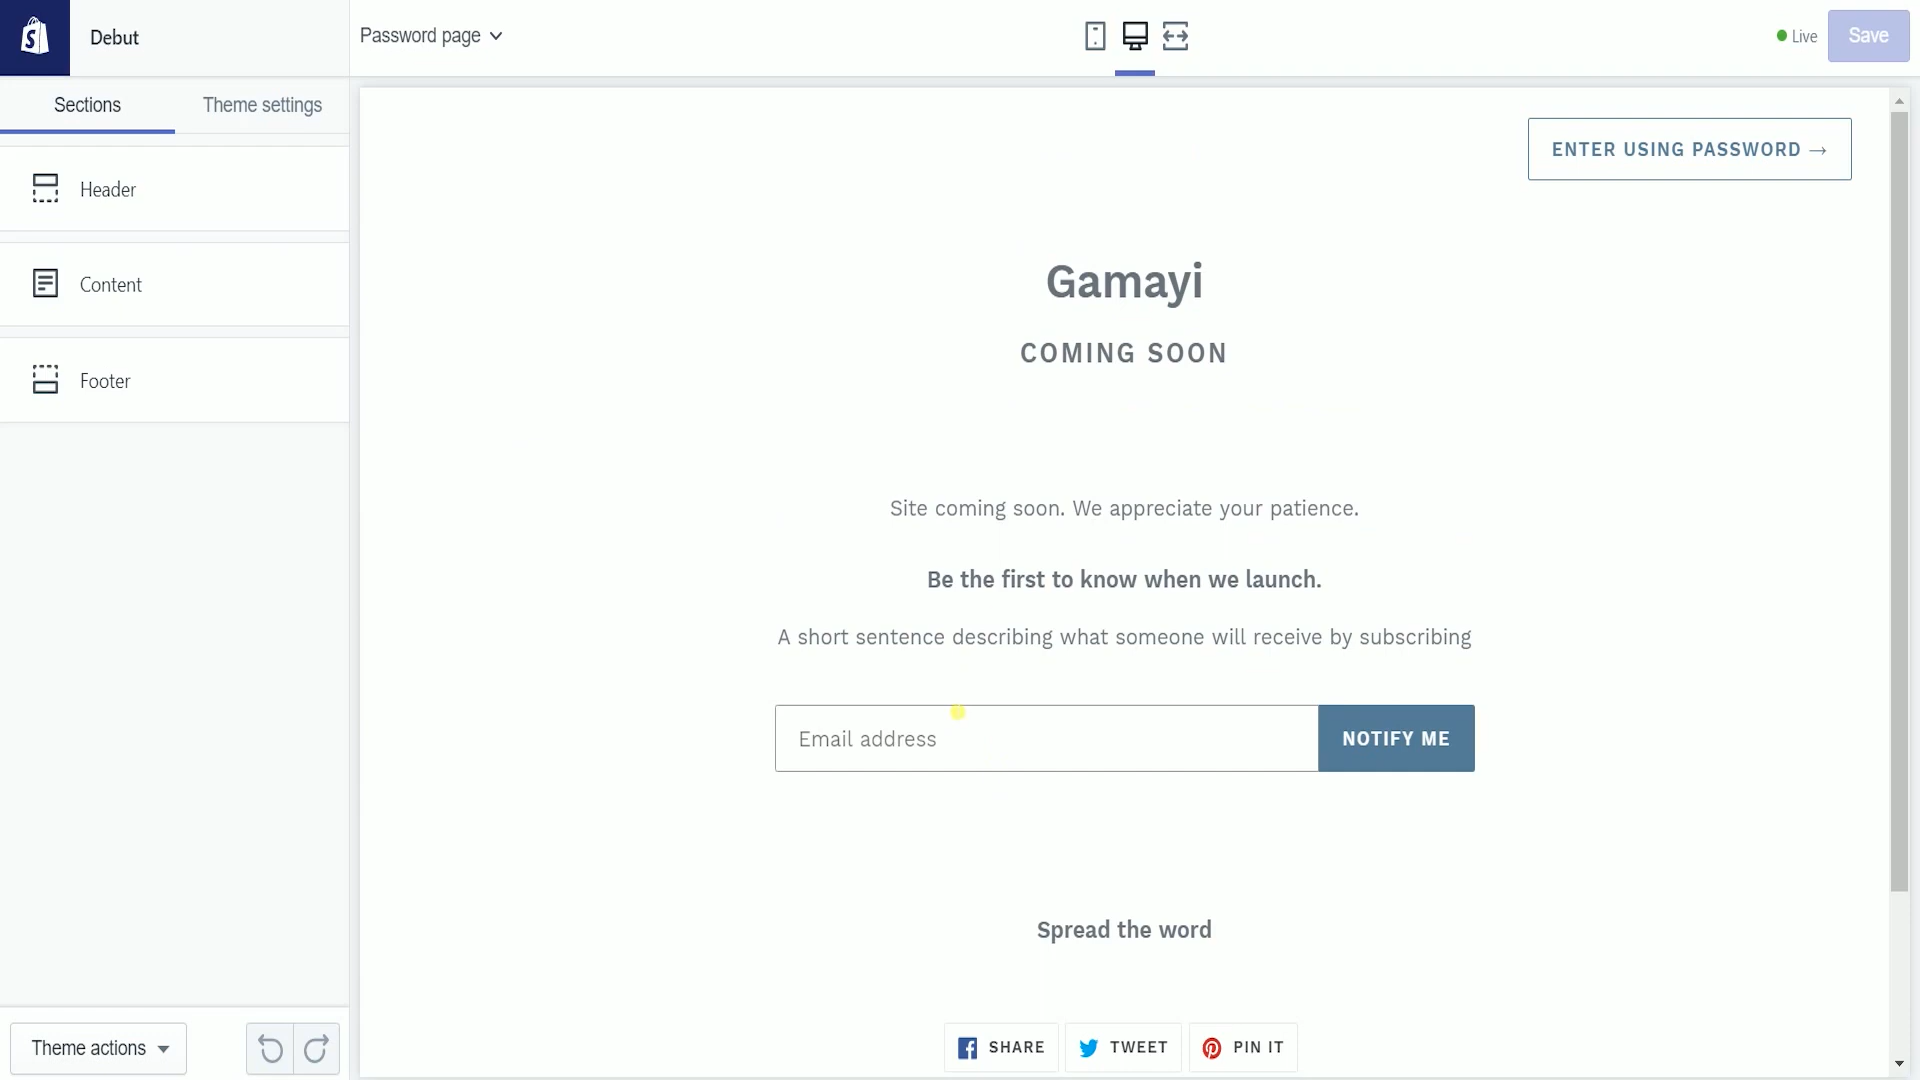 Debut
Password page
Live
Save
Sections
Theme settings
Header
Content
Footer
ENTER USING PASSWORD →
Gamayi
COMING SOON
Site coming soon. We appreciate your patience.
Be the first to know when we launch.
A short sentence describing what someone will receive by subscribing
Email address
NOTIFY ME
Spread the word
SHARE
TWEET
PIN IT
Theme actions